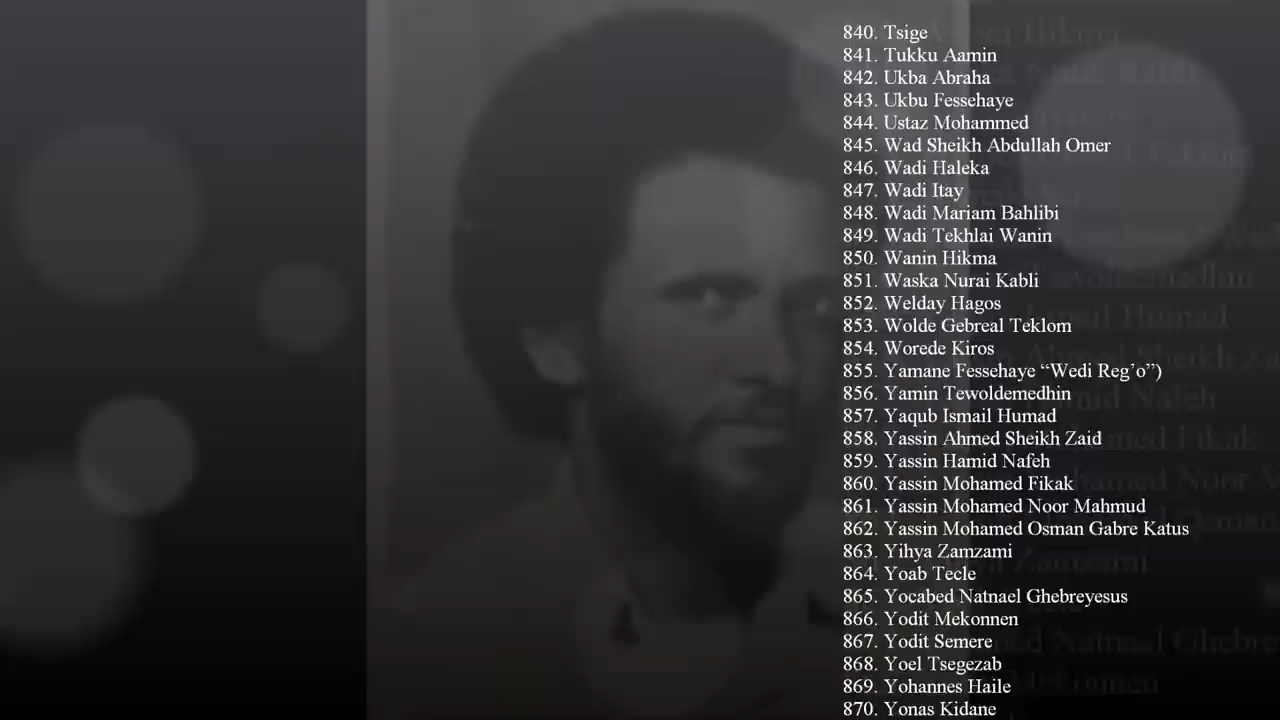 840. Tsige
841. Tukku Aamin
842. Ukba Abraha
843. Ukbu Fessehaye
844. Ustaz Mohammed
845. Wad Sheikh Abdullah Omer
846. Wadi Haleka
847. Wadi Itay
848. Wadi Mariam Bahlibi
849. Wadi Tekhlai Wanin
850. Wanin Hikma
851. Waska Nurai Kabli
852. Welday Hagos
853. Wolde Gebreal Teklom
854. Worede Kiros
855. Yamane Fessehaye “Wedi Reg’o”)
856. Yamin Tewoldemedhin
857. Yaqub Ismail Humad
858. Yassin Ahmed Sheikh Zaid
859. Yassin Hamid Nafeh
860. Yassin Mohamed Fikak
861. Yassin Mohamed Noor Mahmud
862. Yassin Mohamed Osman Gabre Katus
863. Yihya Zamzami
864. Yoab Tecle
865. Yocabed Natnael Ghebreyesus
866. Yodit Mekonnen
867. Yodit Semere
868. Yoel Tsegezab
869. Yohannes Haile
870. Yonas Kidane